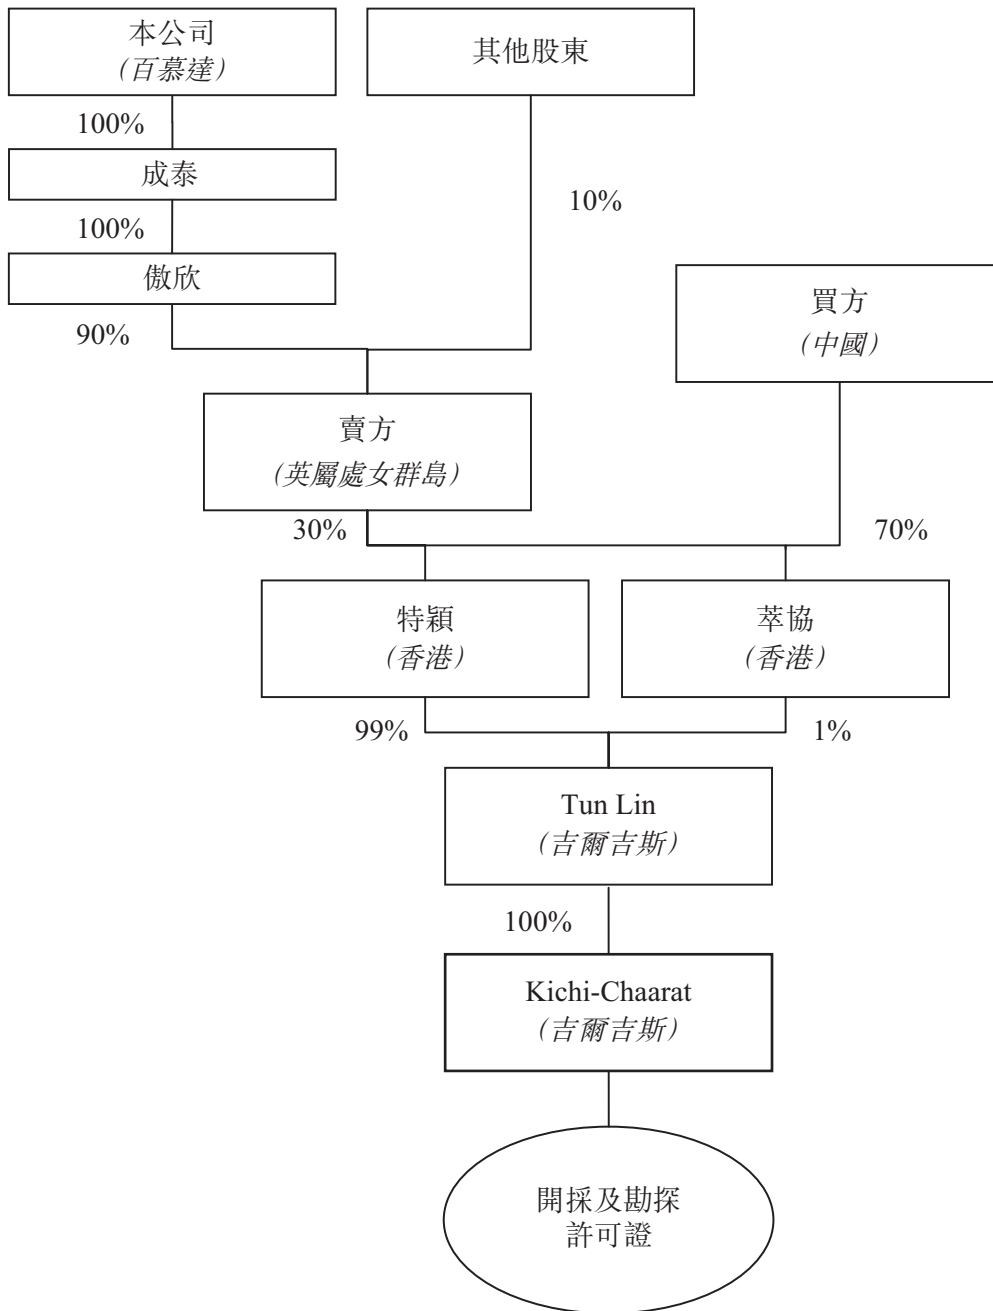 本公司
（百慕達）
其他股東
100%
成泰
10%
100%
傲欣
買方
（中國）
90%
賣方
（英屬處女群島）
30%
70%
特穎
（香港）
萃協
（香港）
99%
1%
Tun Lin
（吉爾吉斯）
100%
Kichi-Chaarat
（吉爾吉斯）
開採及勘探
許可證